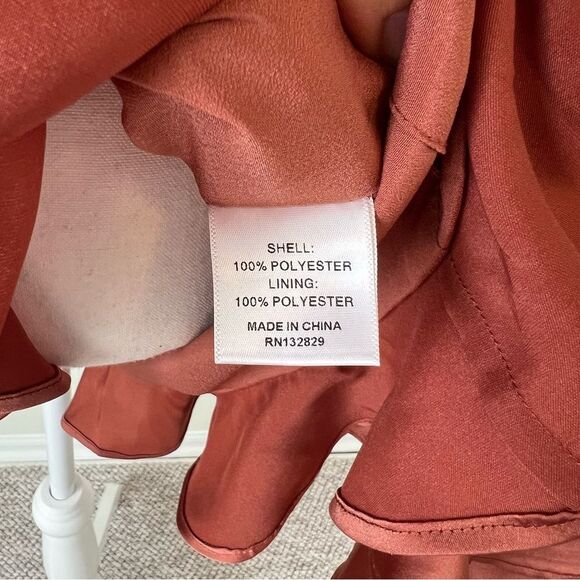 SHELL:
100% POLYESTER
LINING:
100% POLYESTER
MADE IN CHINA
RN132829